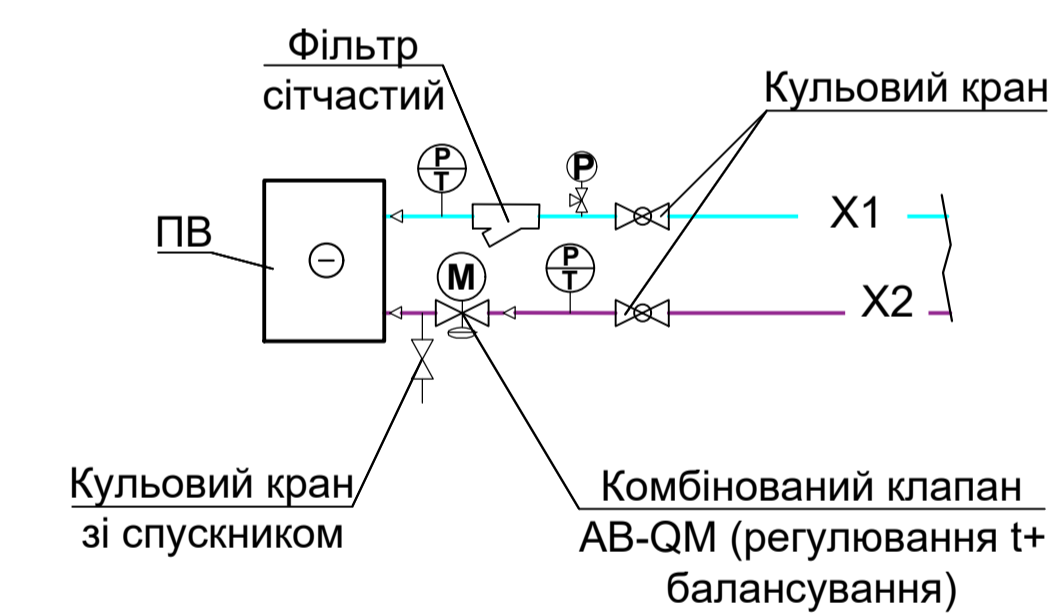 Фільтр
сітчастий
Кульовий кран
P
T
P
X1
ПВ
P
T
M
X2
Кульовий кран
зі спускником
Комбінований клапан
AB-QM (регулювання t+
балансування)